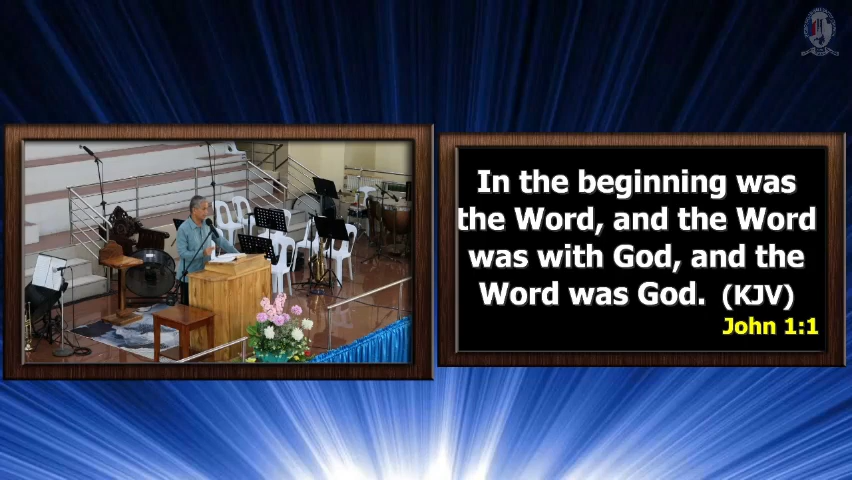 In the beginning was
the Word, and the Word
was with God, and the
Word was God. (KJV)
John 1:1